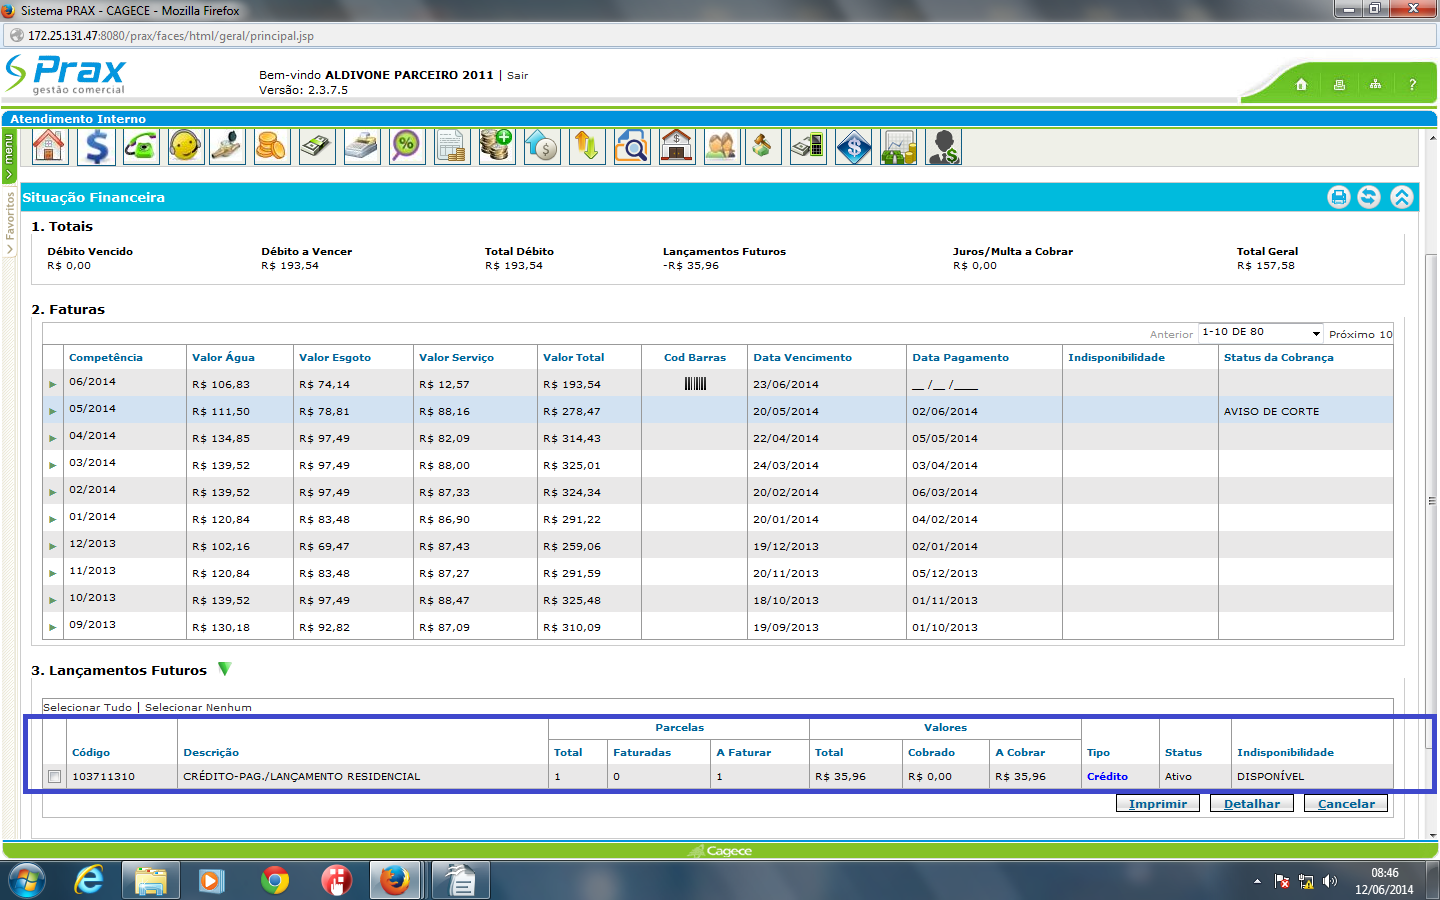 Sistema PRAX - CAGECE - Mozilla Firefox
172.25.131.47:8080/prax/faces/html/geral/principal.jsp
Prax
gestão comercial
Bem-vindo ALDIVONE PARCEIRO 2011 | Sair
Versão: 2.3.7.5
?
Atendimento Interno
menu
Favoritos
Situação Financeira
1. Totais
Débito Vencido Débito a Vencer Total Débito Lançamentos Futuros Juros/Multa a Cobrar Total Geral
R$ 0,00 R$ 193,54 R$ 193,54 -R$ 35,96 R$ 0,00 R$ 157,58
2. Faturas
Anterior 1-10 DE 80 Próximo 10
Competência Valor Água Valor Esgoto Valor Serviço Valor Total Cod Barras Data Vencimento Data Pagamento Indisponibilidade Status da Cobrança
06/2014 R$ 106,83 R$ 74,14 R$ 12,57 R$ 193,54 23/06/2014 __ /__ /____
05/2014 R$ 111,50 R$ 78,81 R$ 88,16 R$ 278,47 20/05/2014 02/06/2014 AVISO DE CORTE
04/2014 R$ 134,85 R$ 97,49 R$ 82,09 R$ 314,43 22/04/2014 05/05/2014
03/2014 R$ 139,52 R$ 97,49 R$ 88,00 R$ 325,01 24/03/2014 03/04/2014
02/2014 R$ 139,52 R$ 97,49 R$ 87,33 R$ 324,34 20/02/2014 06/03/2014
01/2014 R$ 120,84 R$ 83,48 R$ 86,90 R$ 291,22 20/01/2014 04/02/2014
12/2013 R$ 102,16 R$ 69,47 R$ 87,43 R$ 259,06 19/12/2013 02/01/2014
11/2013 R$ 120,84 R$ 83,48 R$ 87,27 R$ 291,59 20/11/2013 05/12/2013
10/2013 R$ 139,52 R$ 97,49 R$ 88,47 R$ 325,48 18/10/2013 01/11/2013
09/2013 R$ 130,18 R$ 92,82 R$ 87,09 R$ 310,09 19/09/2013 01/10/2013
3. Lançamentos Futuros
Selecionar Tudo | Selecionar Nenhum
Parcelas Valores
Código Descrição Total Faturadas A Faturar Total Cobrado A Cobrar Tipo Status Indisponibilidade
103711310 CRÉDITO-PAG./LANÇAMENTO RESIDENCIAL 1 0 1 R$ 35,96 R$ 0,00 R$ 35,96 Crédito Ativo DISPONÍVEL
Imprimir Detalhar Cancelar
Cagece
08:46
12/06/2014